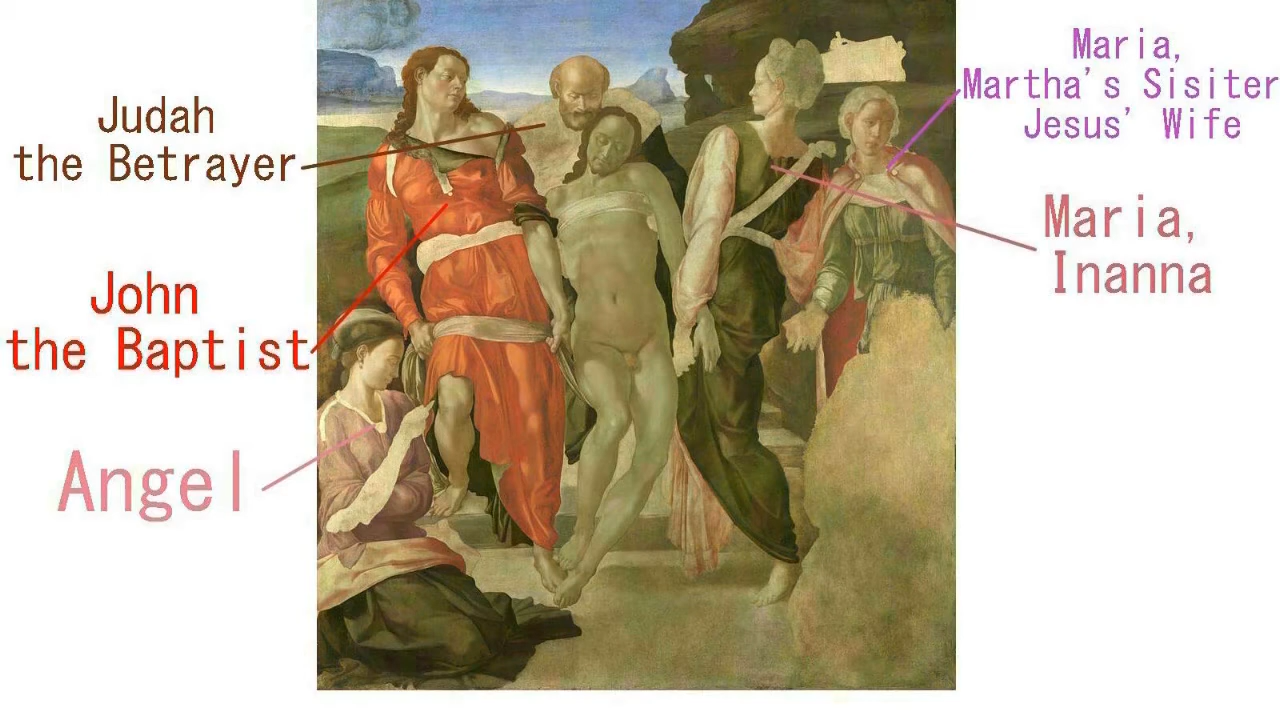 Judah
the Betrayer
John
the Baptist
Angel
Maria,
Martha's Sisiter
Jesus' Wife
Maria,
Inanna